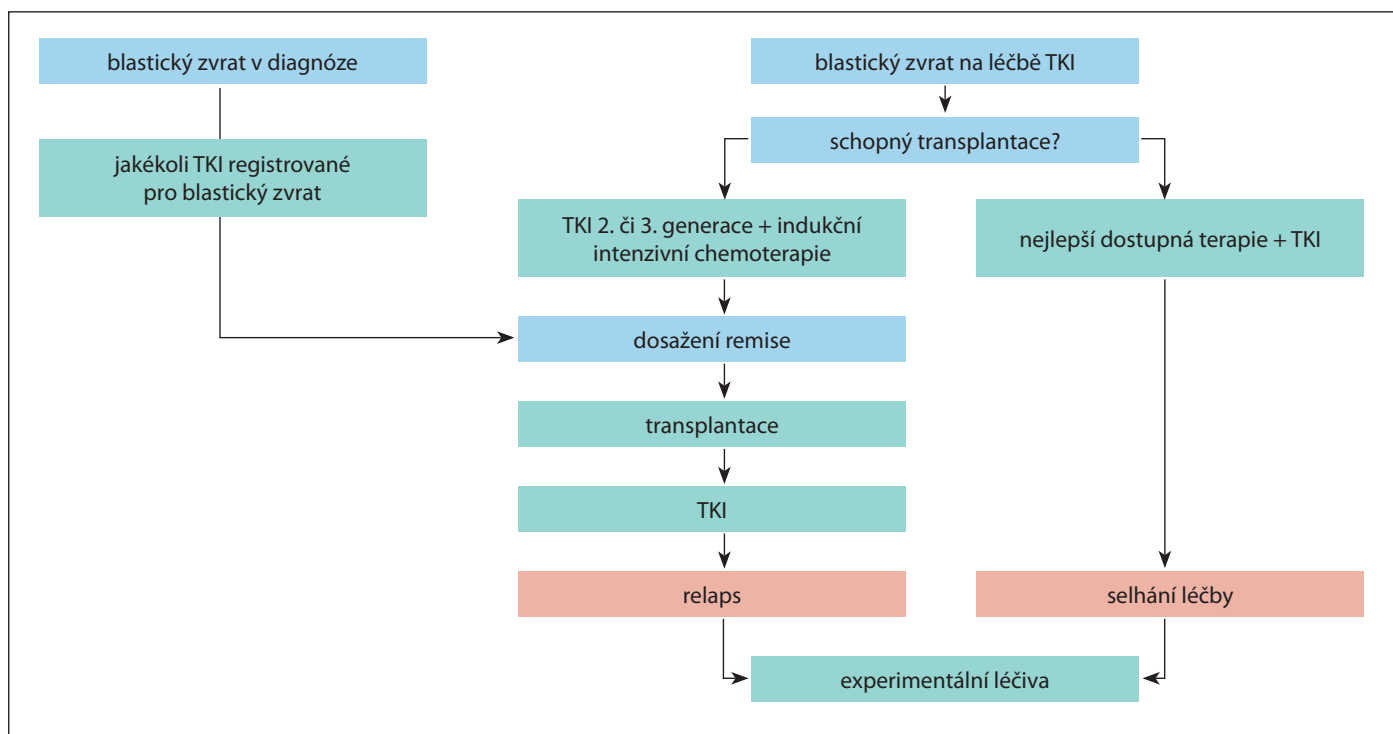 blastický zvrat v diagnóze
jakékoli TKI registrované
pro blastický zvrat
blastický zvrat na léčbě TKI
schopný transplantace?
TKI 2. či 3. generace + indukční
intenzivní chemoterapie
nejlepší dostupná terapie + TKI
dosažení remise
transplantace
TKI
relaps
selhání léčby
experimentální léčiva